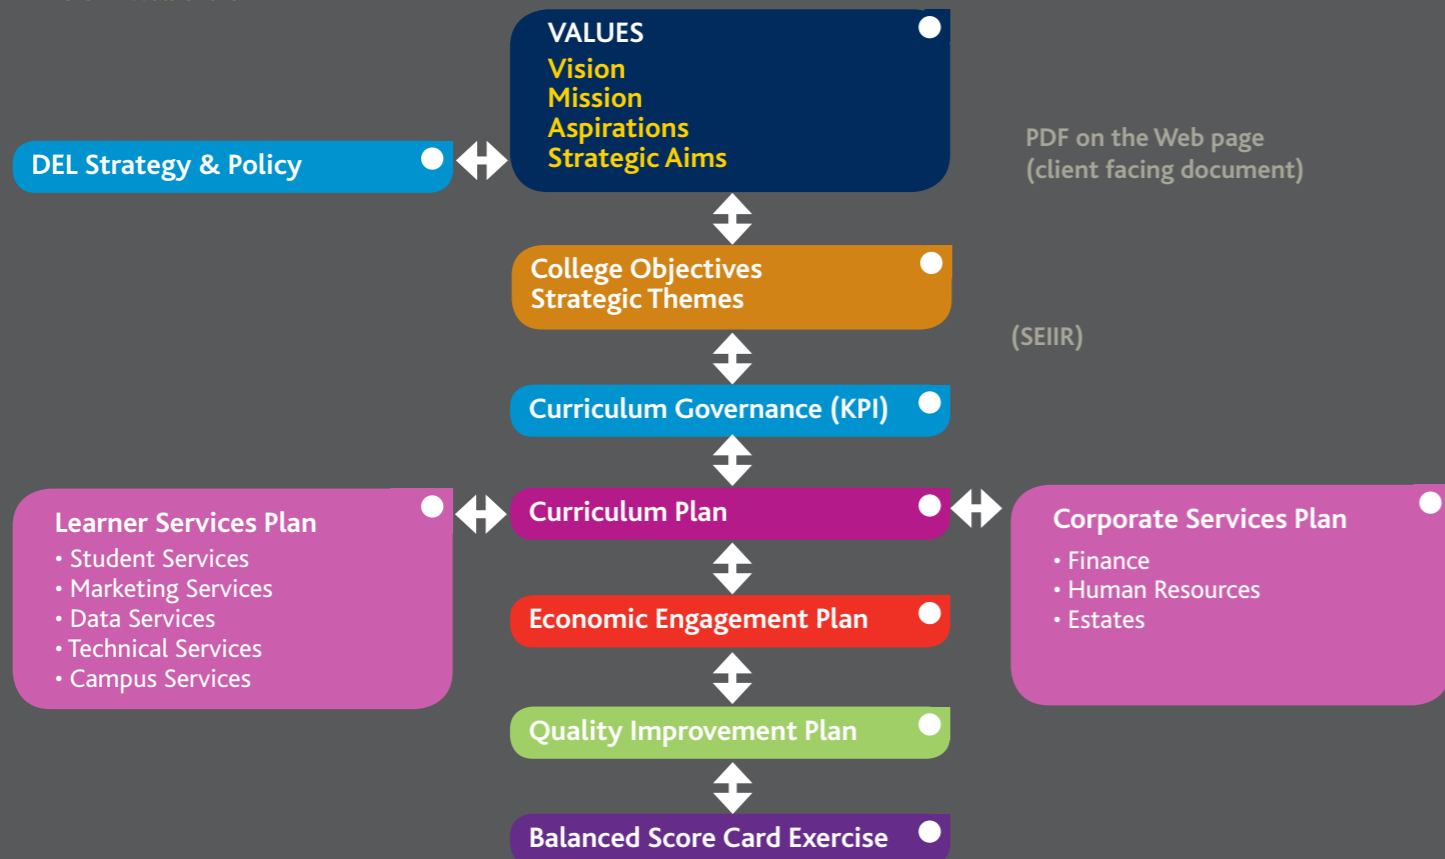 VALUES
Vision
Mission
Aspirations
Strategic Aims
DEL Strategy & Policy
PDF on the Web page
(client facing document)
College Objectives
Strategic Themes
(SEIIR)
Curriculum Governance (KPI)
Learner Services Plan
• Student Services
• Marketing Services
• Data Services
• Technical Services
• Campus Services
Curriculum Plan
Corporate Services Plan
• Finance
• Human Resources
• Estates
Economic Engagement Plan
Quality Improvement Plan
Balanced Score Card Exercise